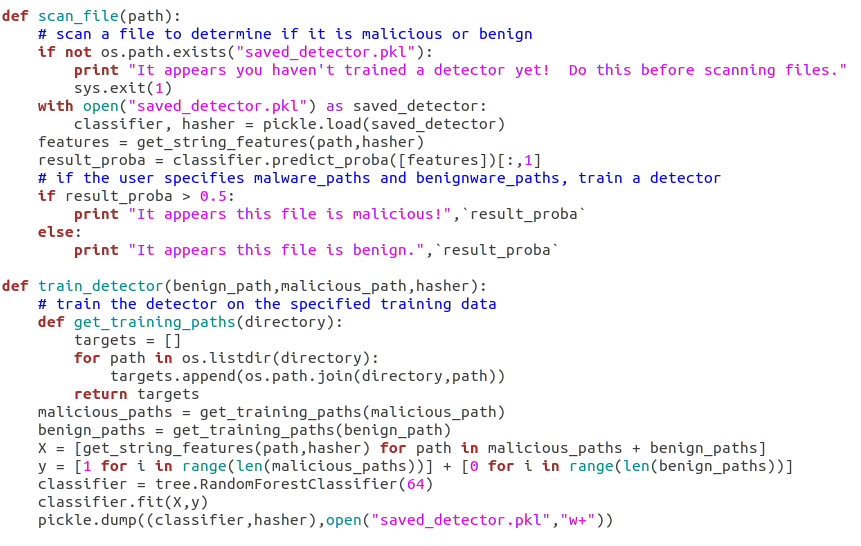 def scan_file(path):
    # scan a file to determine if it is malicious or benign
    if not os.path.exists("saved_detector.pkl"):
        print "It appears you haven't trained a detector yet!  Do this before scanning files."
        sys.exit(1)
    with open("saved_detector.pkl") as saved_detector:
        classifier, hasher = pickle.load(saved_detector)
    features = get_string_features(path,hasher)
    result_proba = classifier.predict_proba([features])[:,1]
    # if the user specifies malware_paths and benignware_paths, train a detector
    if result_proba > 0.5:
        print "It appears this file is malicious!",`result_proba`
    else:
        print "It appears this file is benign.",`result_proba`

def train_detector(benign_path,malicious_path,hasher):
    # train the detector on the specified training data
    def get_training_paths(directory):
        targets = []
        for path in os.listdir(directory):
            targets.append(os.path.join(directory,path))
        return targets
    malicious_paths = get_training_paths(malicious_path)
    benign_paths = get_training_paths(benign_path)
    X = [get_string_features(path,hasher) for path in malicious_paths + benign_paths]
    y = [1 for i in range(len(malicious_paths))] + [0 for i in range(len(benign_paths))]
    classifier = tree.RandomForestClassifier(64)
    classifier.fit(X,y)
    pickle.dump((classifier,hasher),open("saved_detector.pkl","w+"))